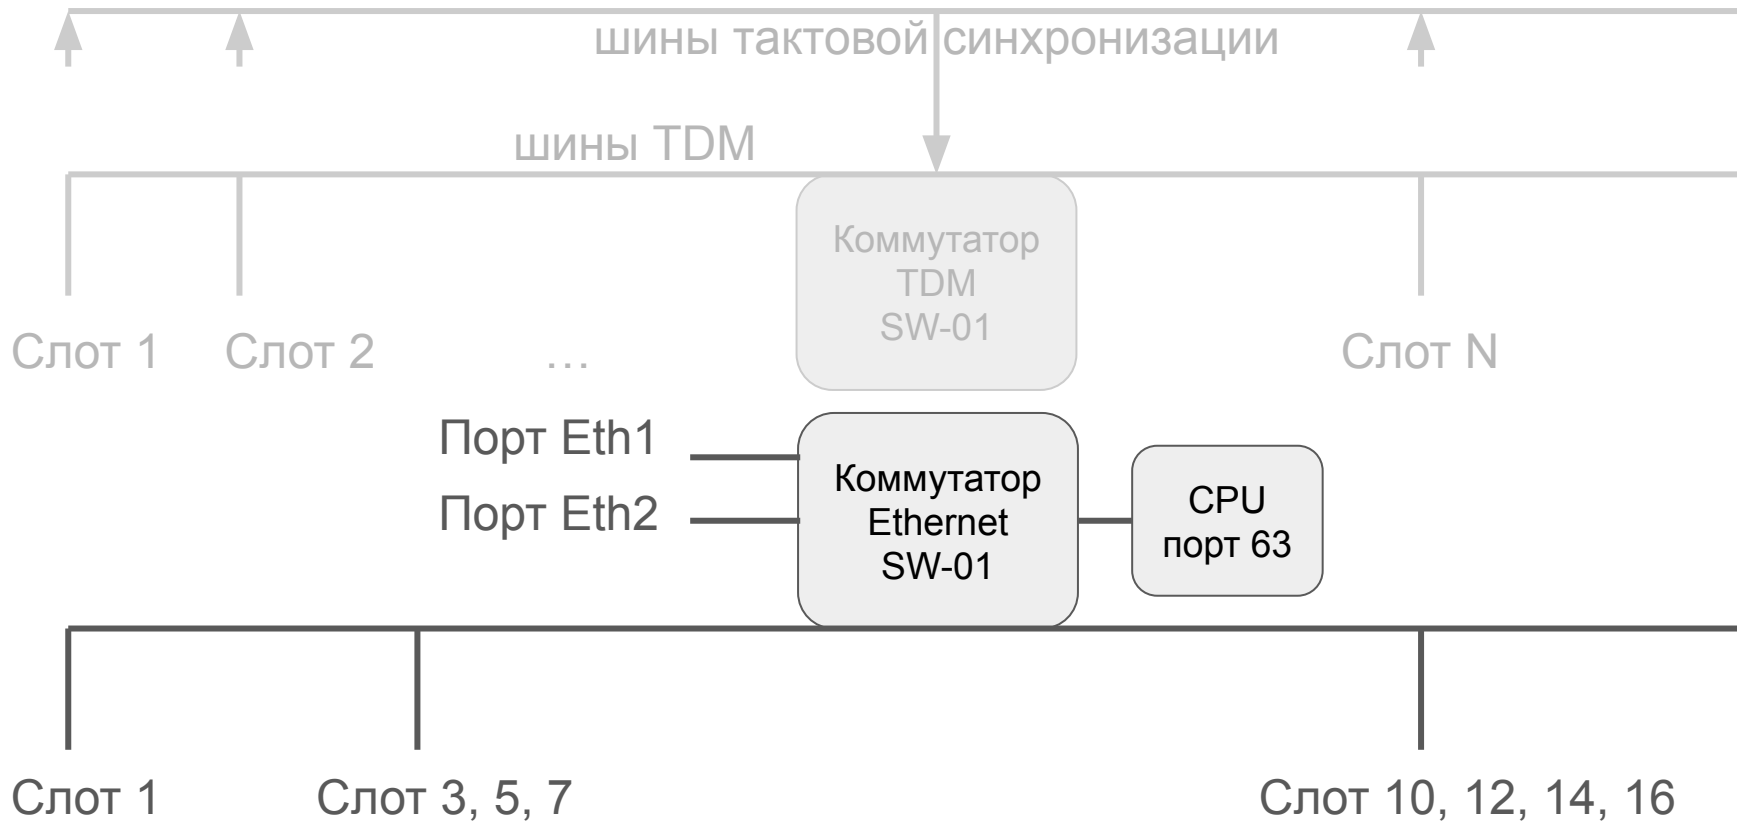 шины тактовой синхронизации
шины TDM
Коммутатор
TDM
SW-01
Слот 1
Слот 2
...
Слот N
Порт Eth1
Порт Eth2
Коммутатор
Ethernet
SW-01
CPU
порт 63
Слот 1
Слот 3, 5, 7
Слот 10, 12, 14, 16